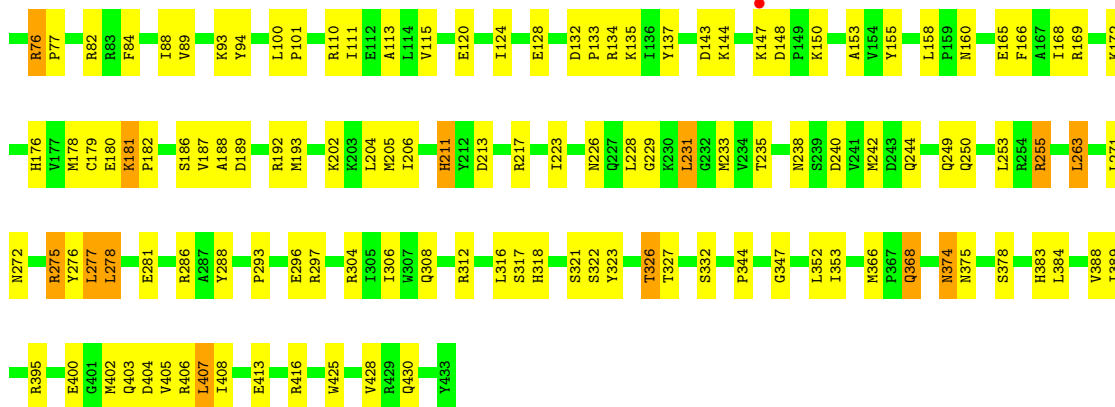 R76 P77 R82 R83 F84 I88 V89 K93 Y94 L100 P101 R110 I111 E112 A113 L114 V115 E120 I124 E128 D132 P133 R134 K135 I136 Y137 D143 K144 K147 D148 P149 K150 A153 V154 Y155 L158 P159 N160 E165 F166 A167 I168 R169
H176 V177 M178 C179 E180 K181 P182 S186 V187 A188 D189 R192 M193 K202 K203 L204 M205 I206 H211 Y212 D213 R217 I223 N226 Q227 L228 G229 K230 L231 G232 M233 V234 T235 N238 S239 D240 V241 M242 D243 Q244 Q249 Q250 L253 R254 R255 L263
N272 R275 Y276 L277 L278 E281 R286 A287 Y288 P293 E296 R297 R304 I305 I306 W307 Q308 R312 L316 S317 H318 S321 S322 Y323 T326 T327 S332 P344 G347 L352 I353 M366 P367 Q368 N374 N375 S378 H383 L384 V388
R395 E400 G401 M402 Q403 D404 V405 R406 L407 I408 E413 R416 W425 V428 R429 Q430 Y433